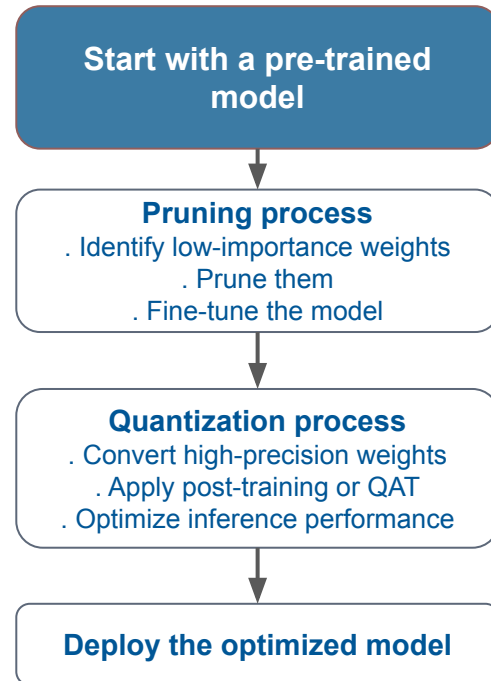 Start with a pre-trained
model
Pruning process
. Identify low-importance weights
. Prune them
. Fine-tune the model
Quantization process
. Convert high-precision weights
. Apply post-training or QAT
. Optimize inference performance
Deploy the optimized model